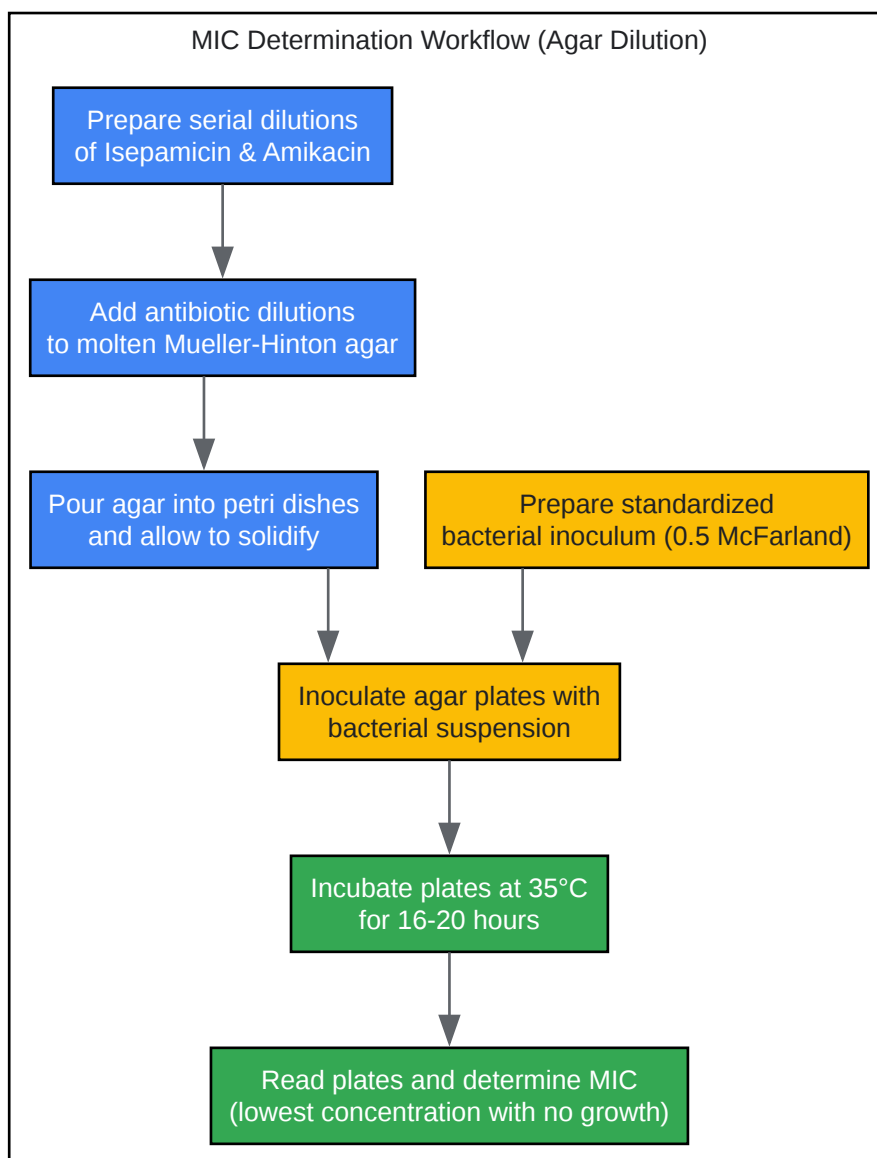 MIC Determination Workflow (Agar Dilution)
Prepare serial dilutions
of Isepamicin & Amikacin
Add antibiotic dilutions
to molten Mueller-Hinton agar
Pour agar into petri dishes
and allow to solidify
Prepare standardized
bacterial inoculum (0.5 McFarland)
Inoculate agar plates with
bacterial suspension
Incubate plates at 35°C
for 16-20 hours
Read plates and determine MIC
(lowest concentration with no growth)